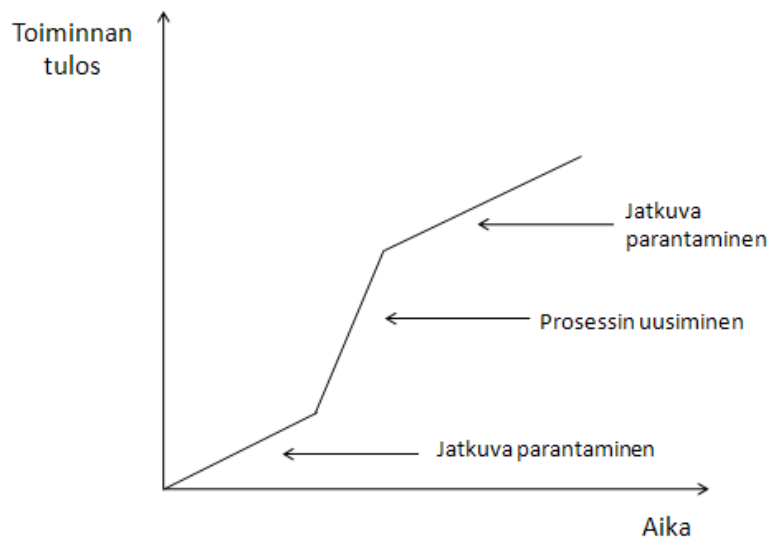 Toiminnan
tulos
Jatkuva
parantaminen
Prosessin uusiminen
Jatkuva parantaminen
Aika